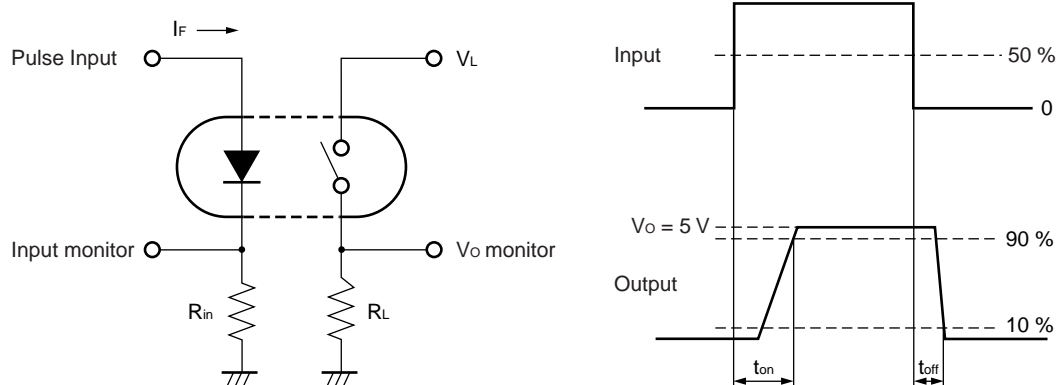 IF
Pulse Input
VL
Input monitor
VO monitor
Rin
RL
Input
50 %
0
VO = 5 V
90 %
Output
10 %
ton
toff